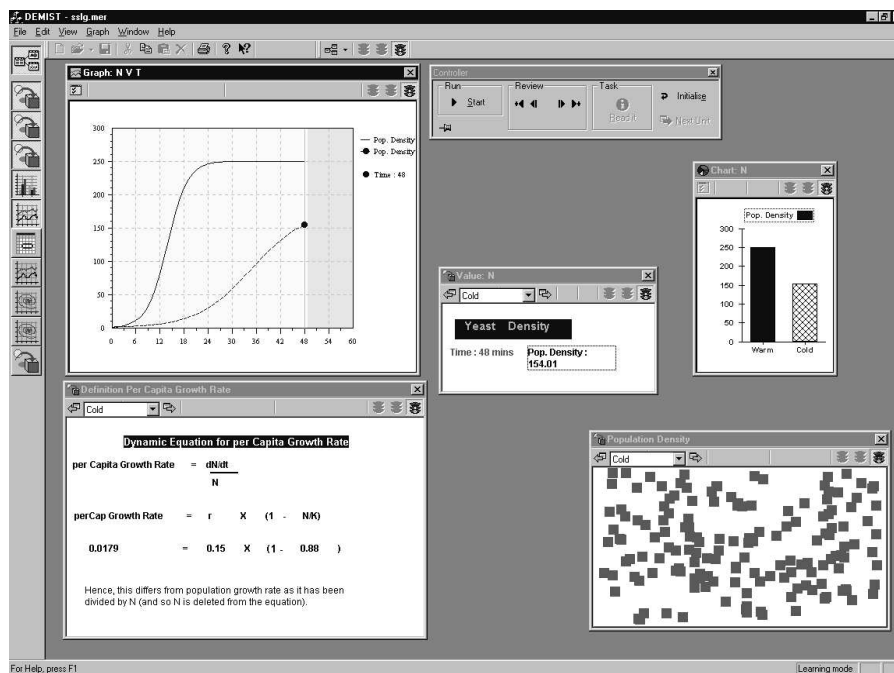 DEMIST - sslg.mer
File Edit View Graph Window Help
Graph: N V T
300
250
200
150
100
50
0
0 6 12 18 24 30 36 42 48 54 60
Pop. Density
Pop. Density
Time : 48
Controller
Run
Start
Review
Task
Read it
Initialise
Next Unit
Chart: N
Pop. Density
300
250
200
150
100
50
0
Warm Cold
Value: N
Cold
Yeast Density
Time : 48 mins
Pop. Density :
154.01
Definition Per Capita Growth Rate
Cold
Dynamic Equation for per Capita Growth Rate
per Capita Growth Rate = dN/dt
N
perCap Growth Rate = r X (1 - N/K)
0.0179 = 0.15 X (1 - 0.88 )
Hence, this differs from population growth rate as it has been
divided by N (and so N is deleted from the equation).
Population Density
Cold
For Help, press F1
Learning mode